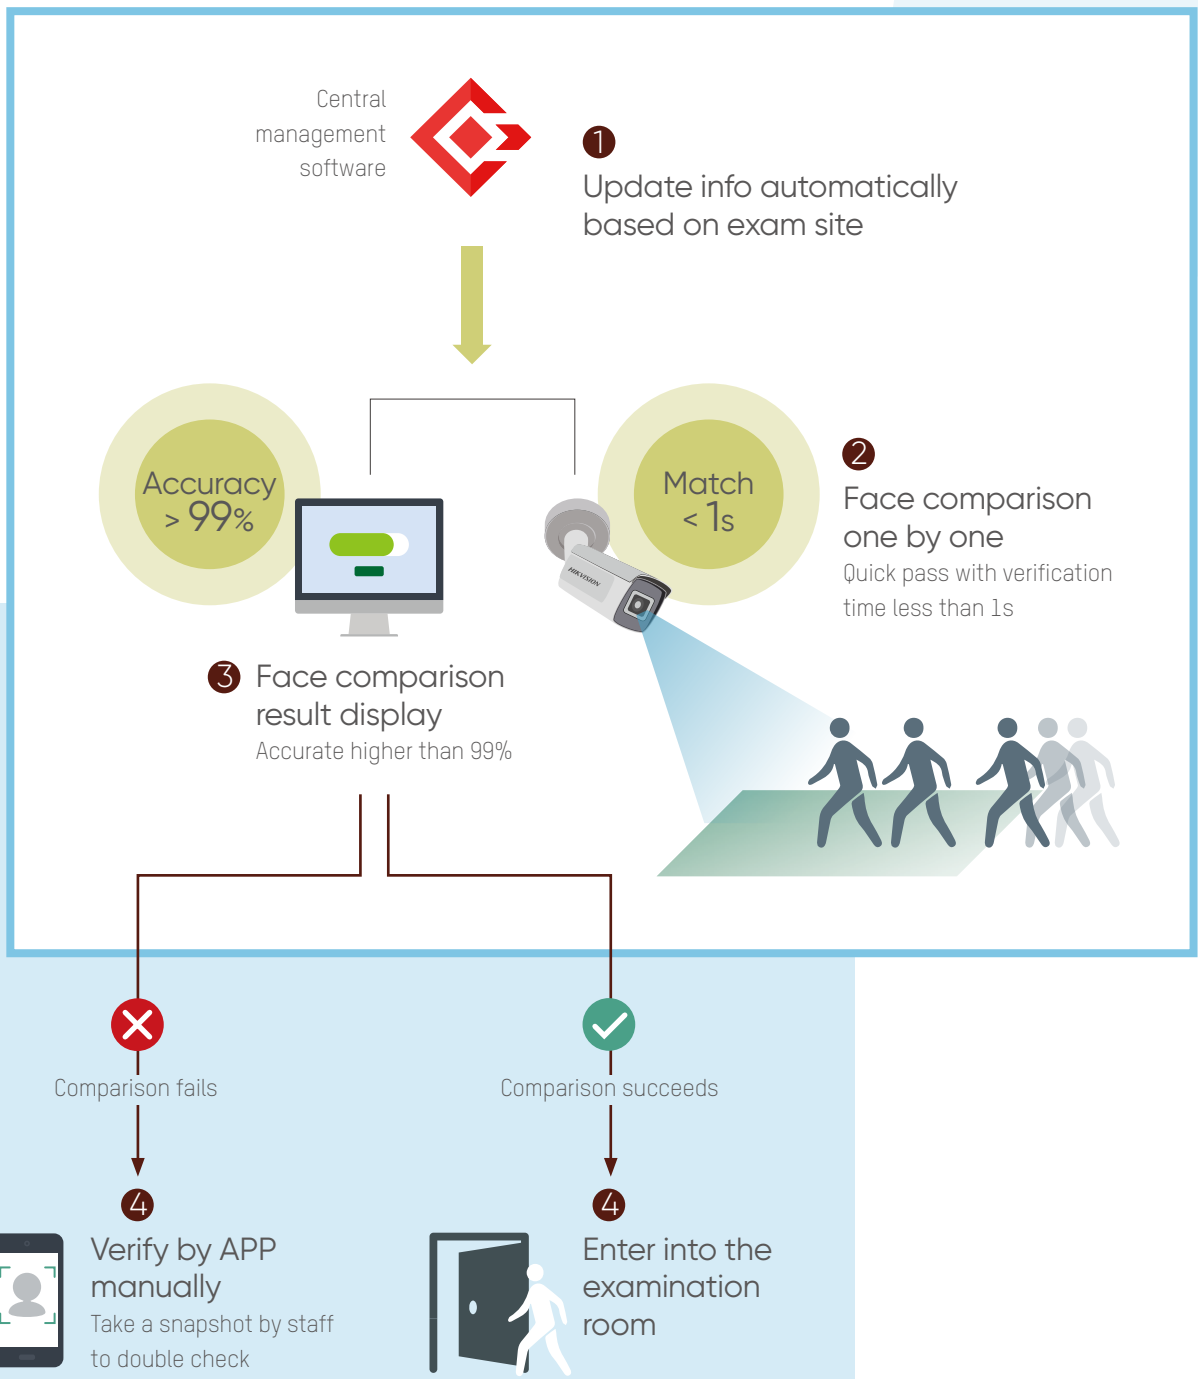 Central
management
software
1
Update info automatically
based on exam site
Accuracy
> 99%
Match
< 1s
HIKVISION
2
Face comparison
one by one
Quick pass with verification
time less than 1s
3
Face comparison
result display
Accurate higher than 99%
Comparison fails
Comparison succeeds
4
Verify by APP
manually
Take a snapshot by staff
to double check
4
Enter into the
examination
room